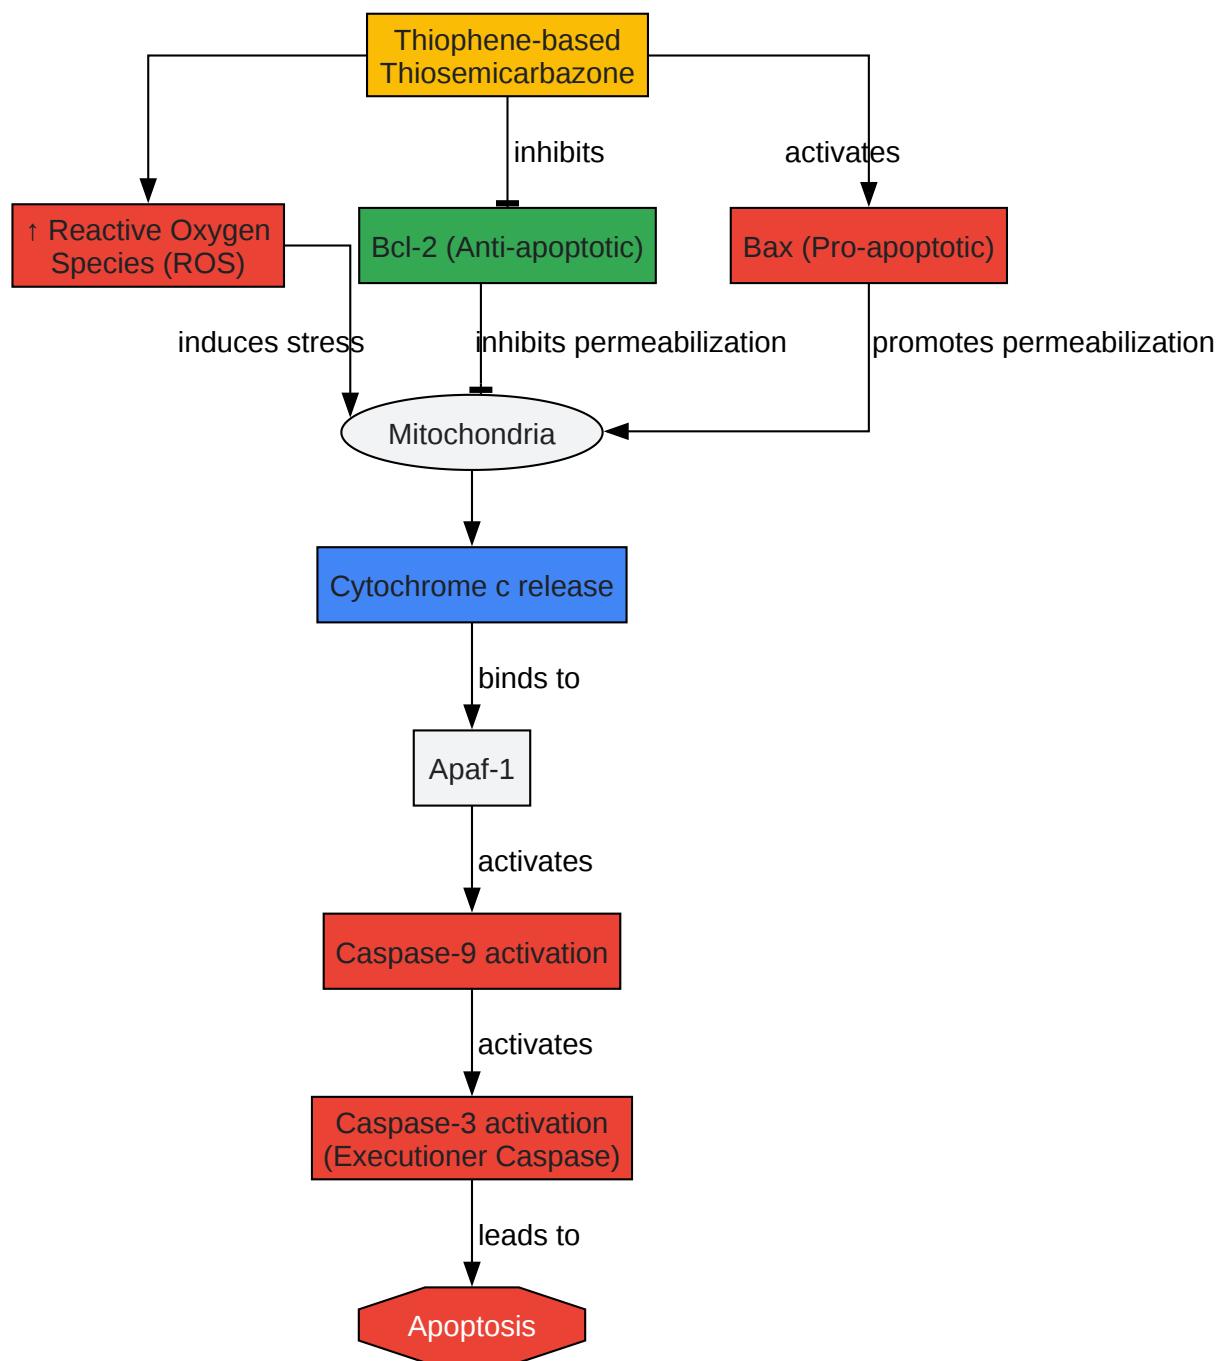 Thiophene-based
Thiosemicarbazone
inhibits
activates
↑ Reactive Oxygen
Species (ROS)
Bcl-2 (Anti-apoptotic)
Bax (Pro-apoptotic)
induces stress
inhibits permeabilization
promotes permeabilization
Mitochondria
Cytochrome c release
binds to
Apaf-1
activates
Caspase-9 activation
activates
Caspase-3 activation
(Executioner Caspase)
leads to
Apoptosis